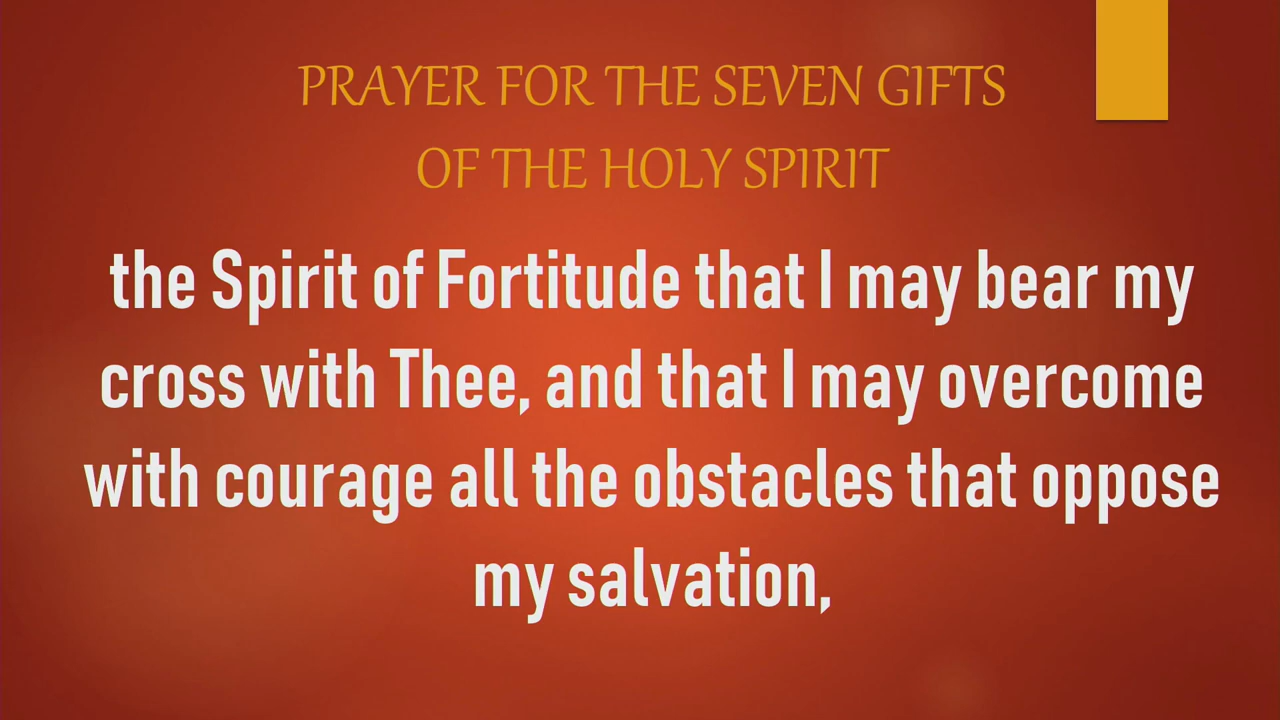 PRAYER FOR THE SEVEN GIFTS
OF THE HOLY SPIRIT
the Spirit of Fortitude that I may bear my
cross with Thee, and that I may overcome
with courage all the obstacles that oppose
my salvation,